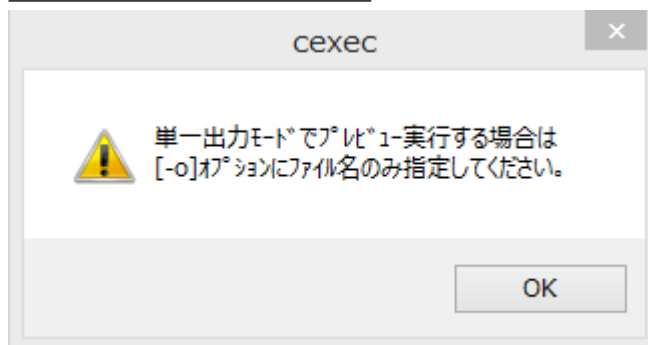 cexec
単一出力ﾓｰﾄﾞでﾌﾟﾚﾋﾞｭｰ実行する場合は
[-o]ｵﾌﾟｼｮﾝにﾌｧｲﾙ名のみ指定してください。
OK